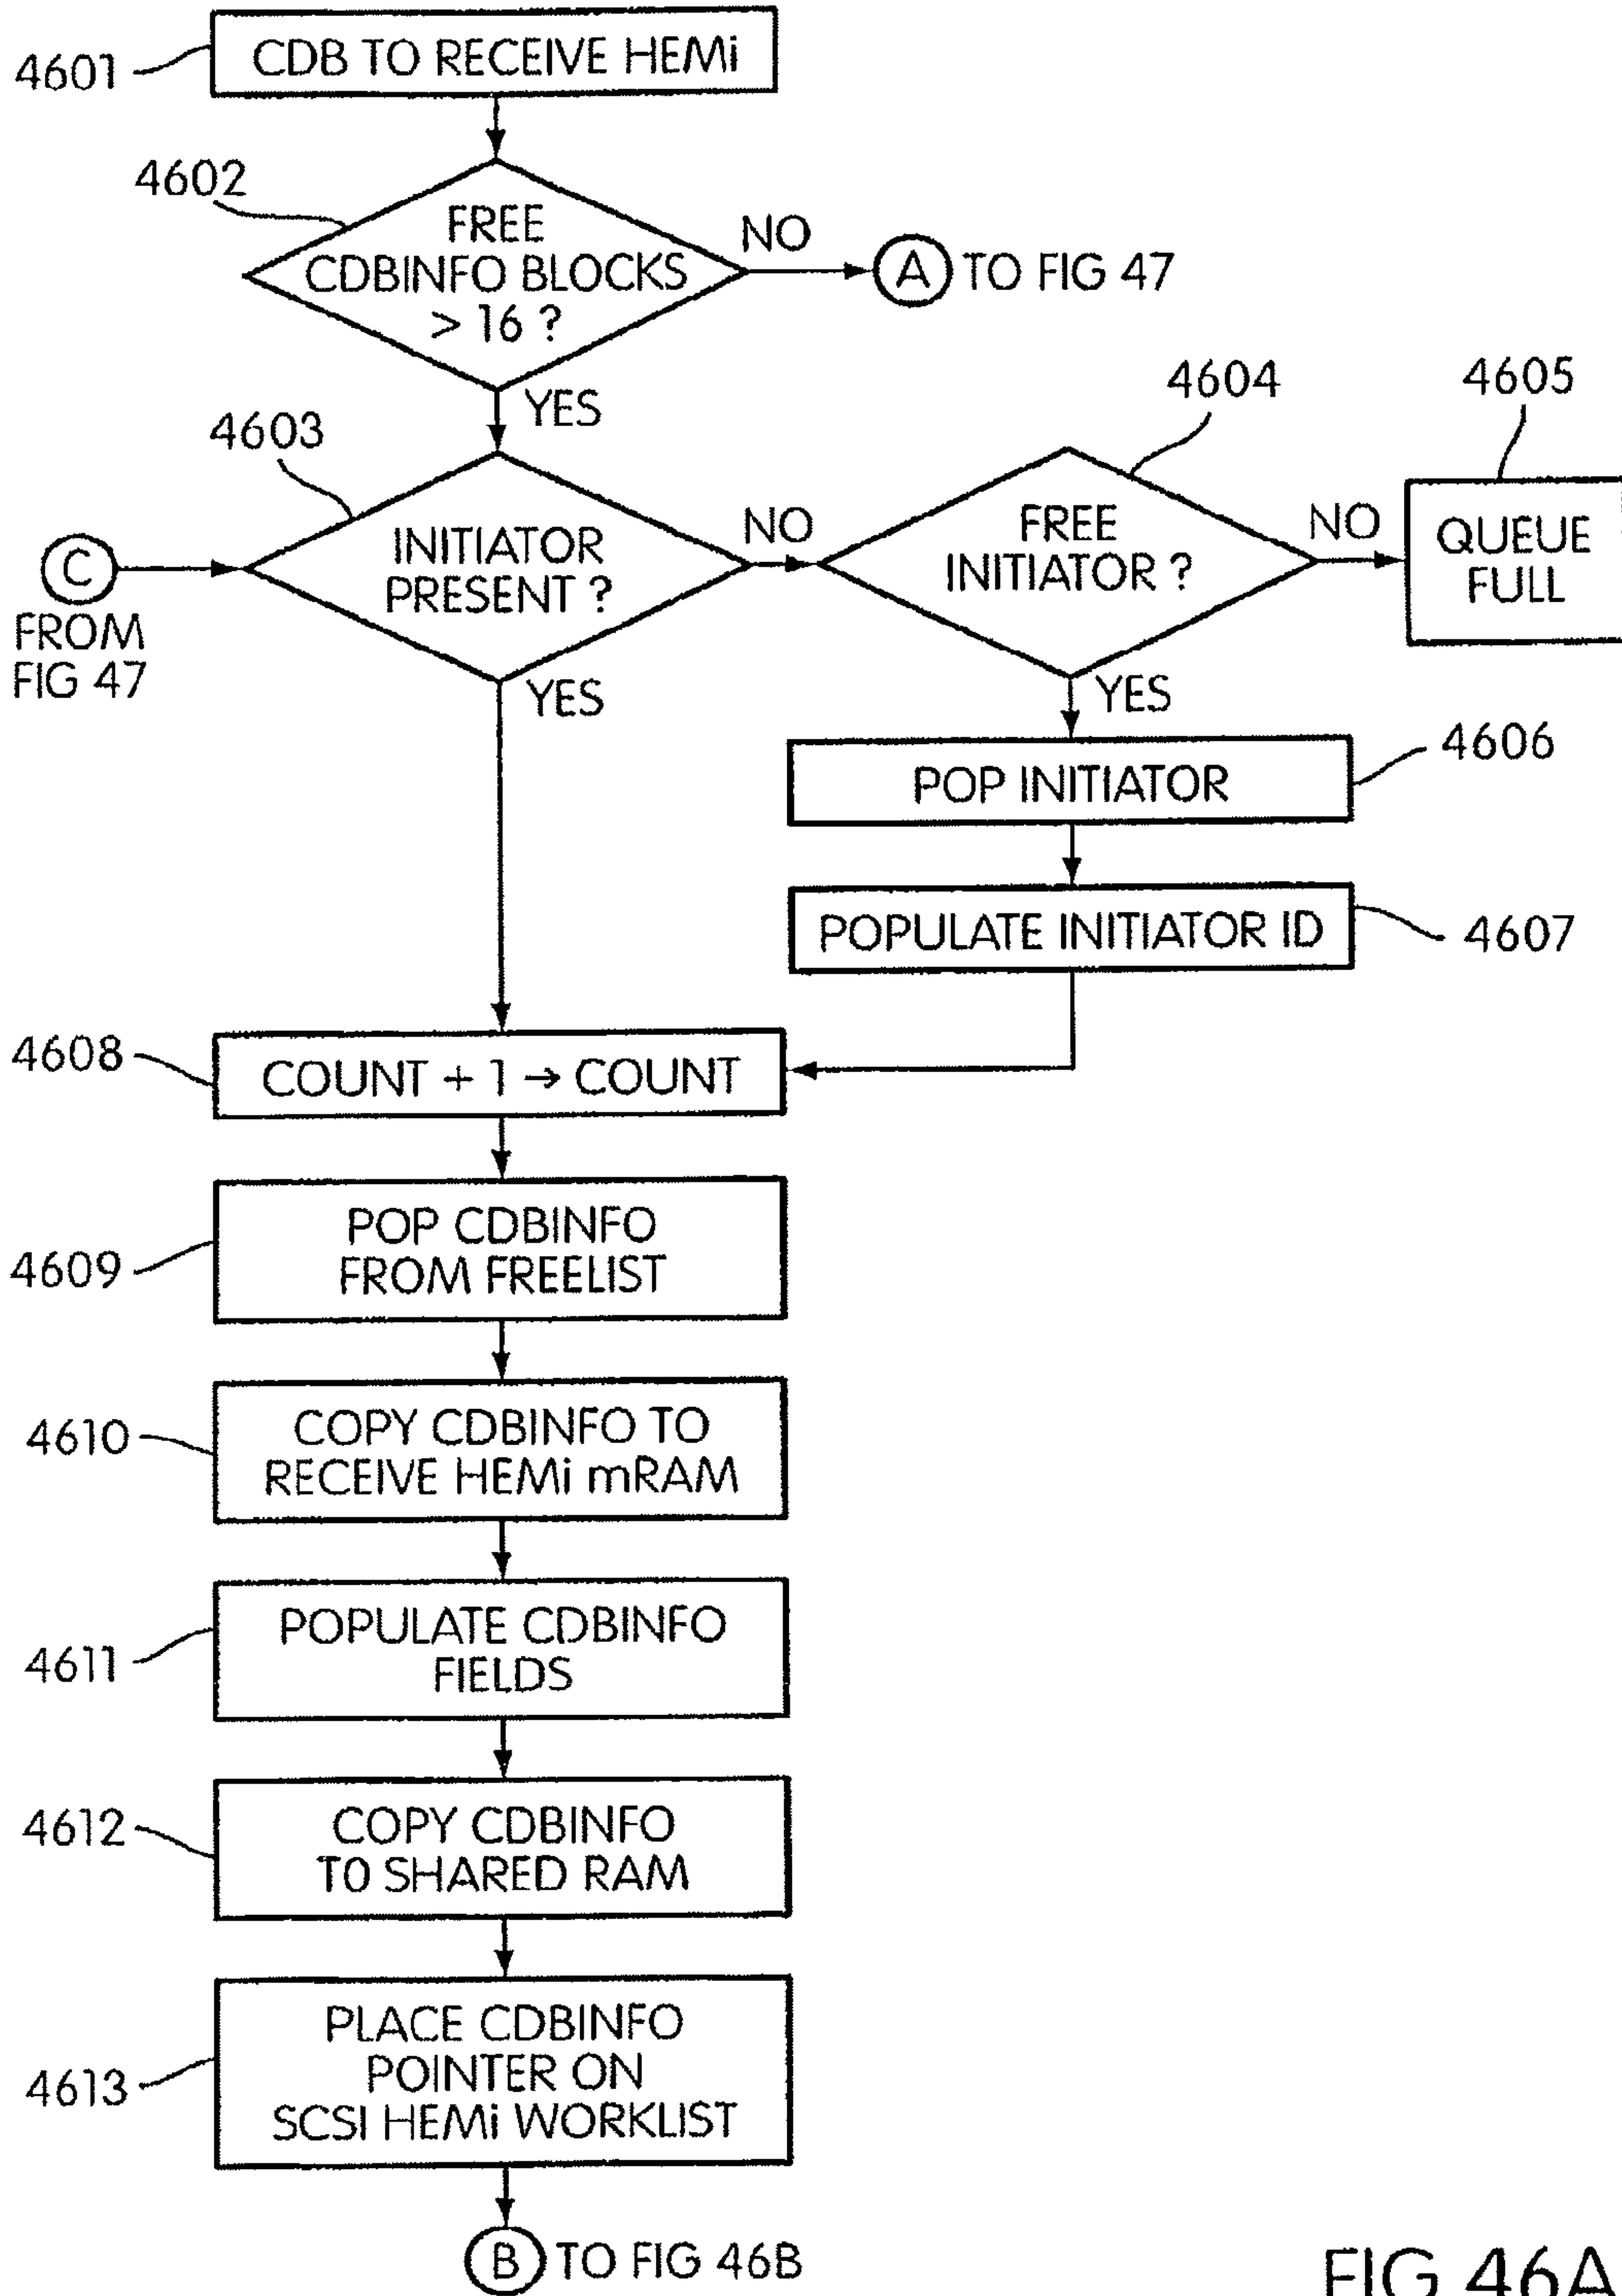 4601
CDB TO RECEIVE HEMi
4602
FREE
CDBINFO BLOCKS
> 16 ?
NO
A
TO FIG 47
YES
4603
4604
4605
C
FROM
FIG 47
INITIATOR
PRESENT ?
NO
FREE
INITIATOR ?
NO
QUEUE
FULL
YES
YES
POP INITIATOR
4606
POPULATE INITIATOR ID
4607
4608
COUNT + 1 → COUNT
4609
POP CDBINFO
FROM FREELIST
4610
COPY CDBINFO TO
RECEIVE HEMi mRAM
4611
POPULATE CDBINFO
FIELDS
4612
COPY CDBINFO
TO SHARED RAM
4613
PLACE CDBINFO
POINTER ON
SCSI HEMi WORKLIST
B
TO FIG 46B
FIG 46A